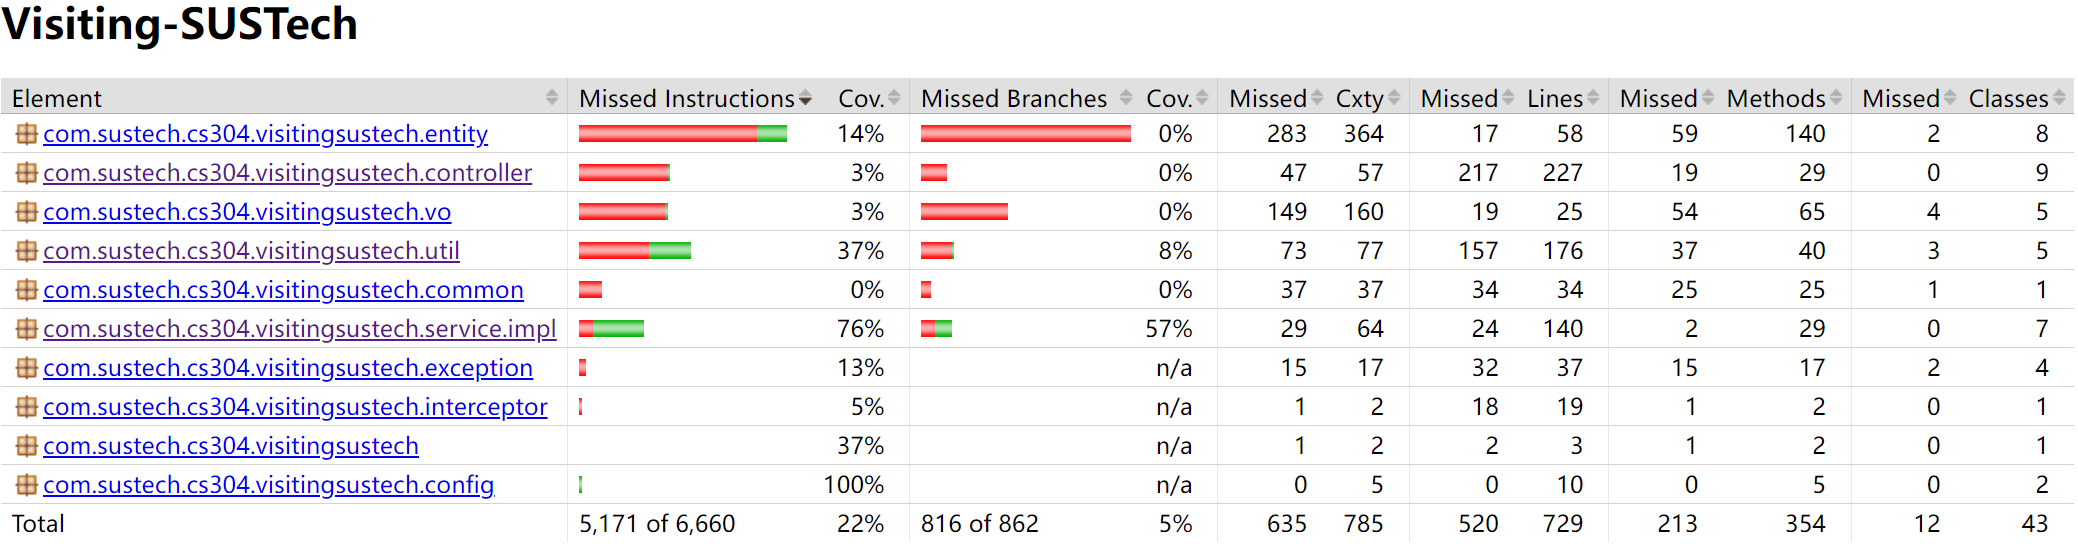 Visiting-SUSTech
Element Missed Instructions Cov. Missed Branches Cov. Missed Cxty Missed Lines Missed Methods Missed Classes
com.sustech.cs304.visitingsustech.entity 14% 0% 283 364 17 58 59 140 2 8
com.sustech.cs304.visitingsustech.controller 3% 0% 47 57 217 227 19 29 0 9
com.sustech.cs304.visitingsustech.vo 3% 0% 149 160 19 25 54 65 4 5
com.sustech.cs304.visitingsustech.util 37% 8% 73 77 157 176 37 40 3 5
com.sustech.cs304.visitingsustech.common 0% 0% 37 37 34 34 25 25 1 1
com.sustech.cs304.visitingsustech.service.impl 76% 57% 29 64 24 140 2 29 0 7
com.sustech.cs304.visitingsustech.exception 13% n/a 15 17 32 37 15 17 2 4
com.sustech.cs304.visitingsustech.interceptor 5% n/a 1 2 18 19 1 2 0 1
com.sustech.cs304.visitingsustech 37% n/a 1 2 2 3 1 2 0 1
com.sustech.cs304.visitingsustech.config 100% n/a 0 5 0 10 0 5 0 2
Total 5,171 of 6,660 22% 816 of 862 5% 635 785 520 729 213 354 12 43